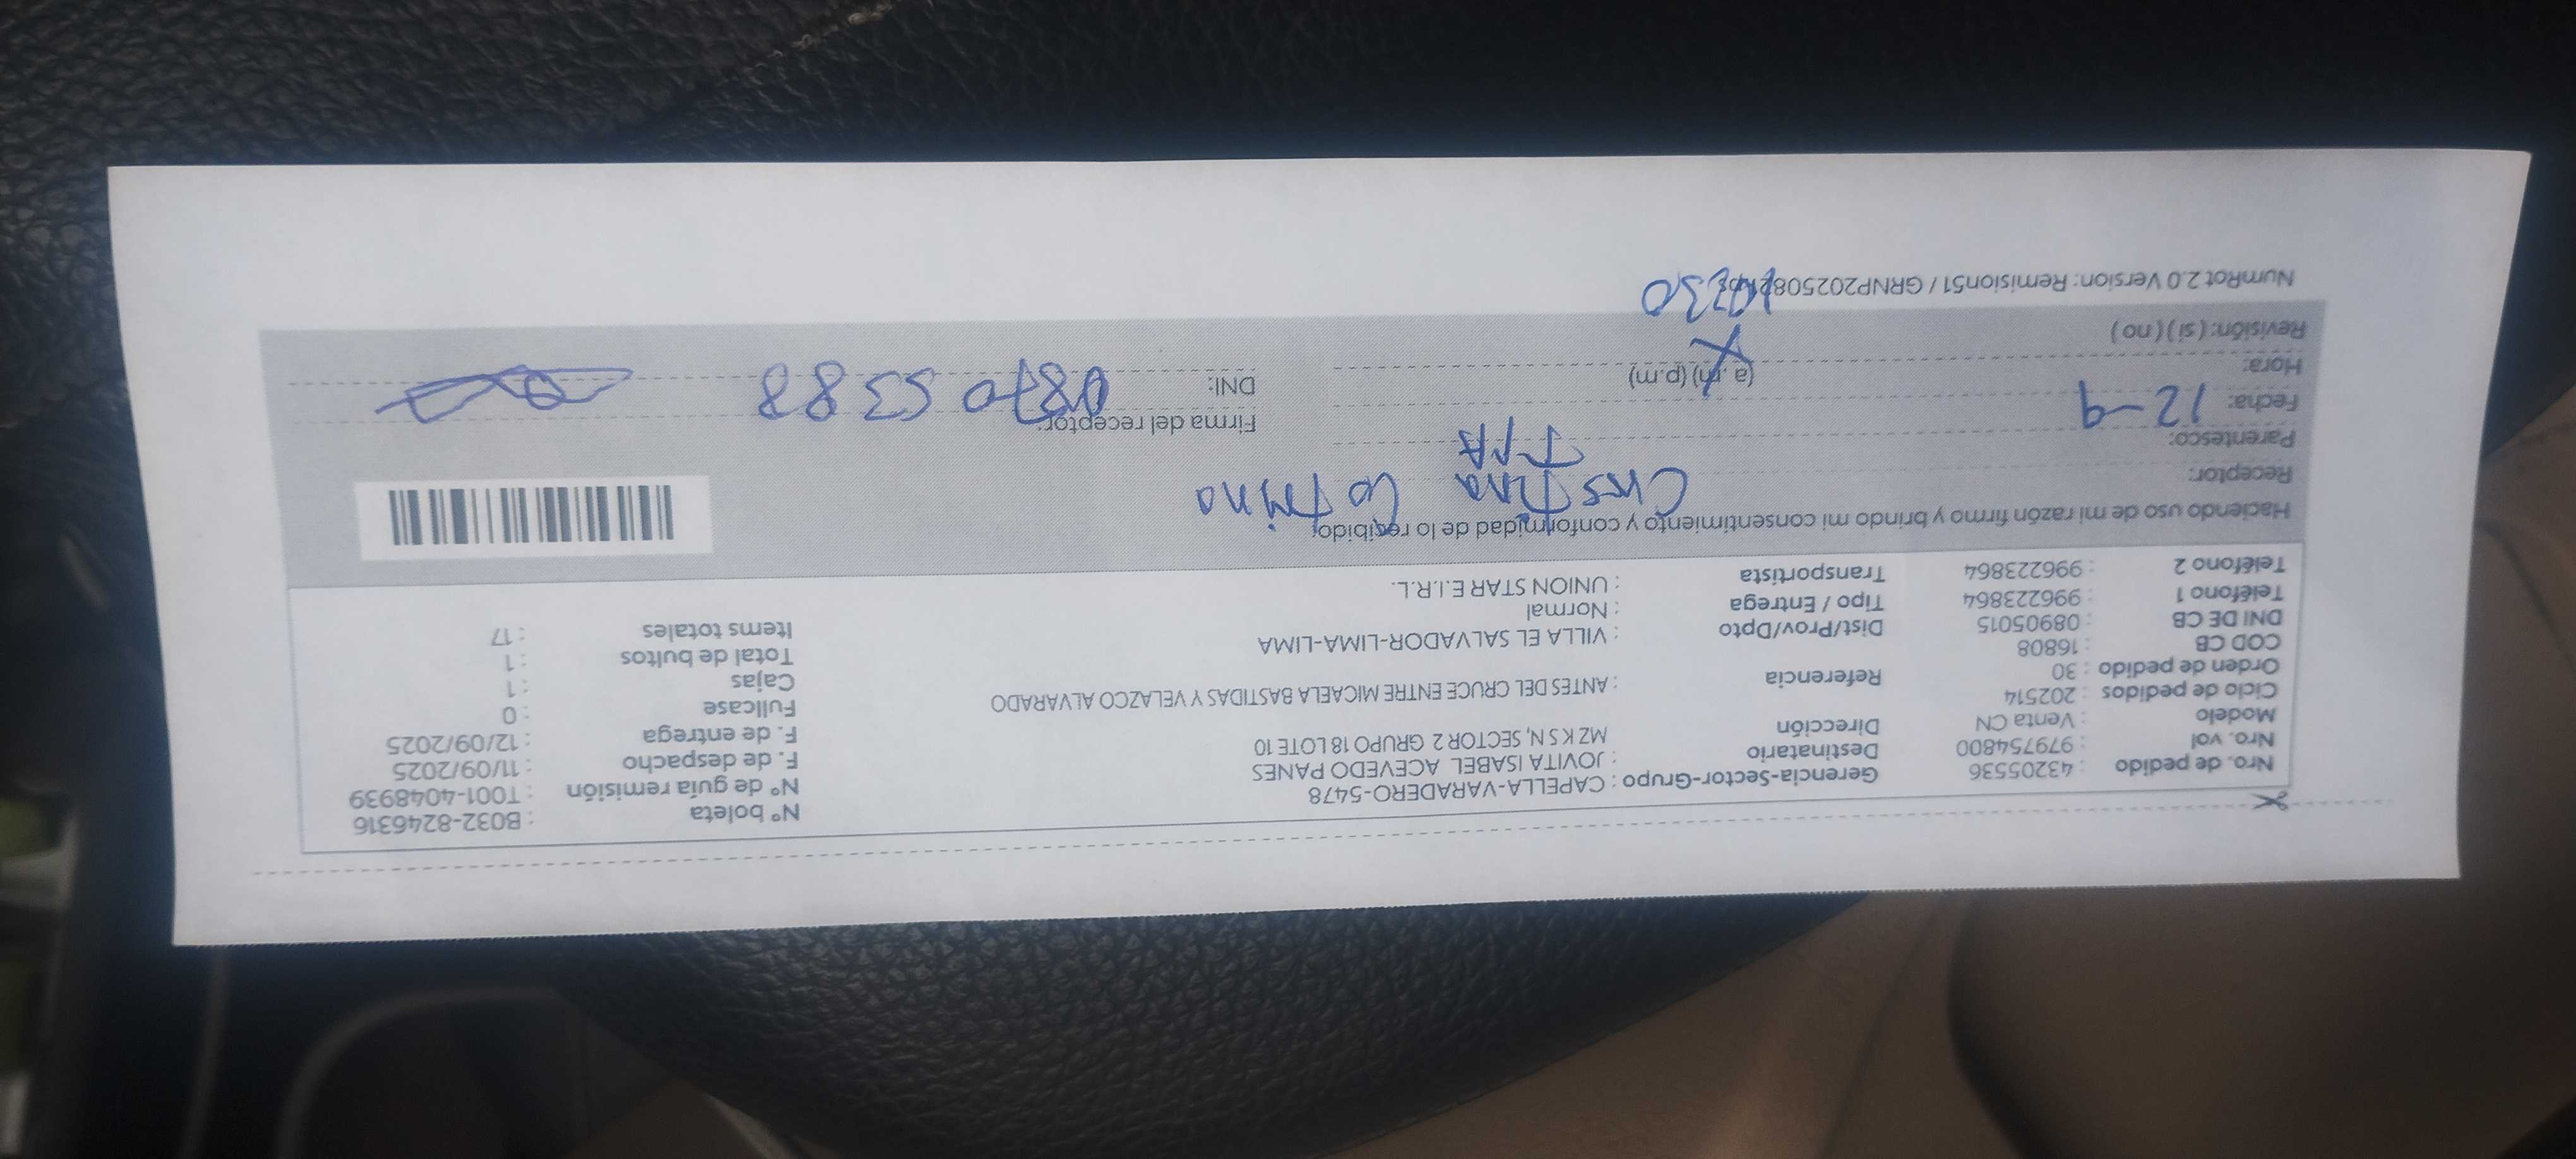 Nro. de pedido : 43205536
Nro. val : 979754800
Modelo : Venta CN
Ciclo de pedidos : 202514
Orden de pedido : 30
COD CB : 16808
DNI DE CB : 08905015
Teléfono 1 : 996223864
Teléfono 2 : 996223864
Gerencia-Sector-Grupo : CAPELLA-VARADERO-5478
Destinatario : JOVITA ISABEL ACEVEDO PANES
Dirección MZ K S N, SECTOR 2 GRUPO 18 LOTE 10
Referencia : ANTES DEL CRUCE ENTRE MICAELA BASTIDAS Y VELAZCO ALVARADO
Dist/Prov/Dpto : VILLA EL SALVADOR-LIMA-LIMA
Tipo / Entrega : Normal
Transportista : UNION STAR E.I.R.L.
N° boleta : B032-8246316
N° de guía remisión : T001-4048939
F. de despacho : 11/09/2025
F. de entrega : 12/09/2025
Fullcase : 0
Cajas : 1
Total de bultos : 1
Items totales : 17
Haciendo uso de mi razón firmo y brindo mi consentimiento y conformidad de lo recibido:
Receptor:
Parentesco: TIA
Fecha: 12-9
Hora: (a.m) (p.m) X
Revisión: (si) (no)
Firma del receptor:
DNI: 08705388
NumRot 2.0 Version: Remision51 /